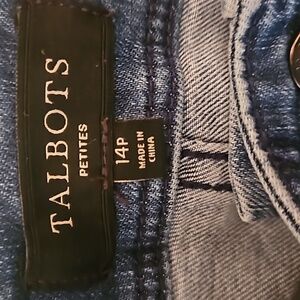 TALBOTS
PETITES
14P
MADE IN
CHINA